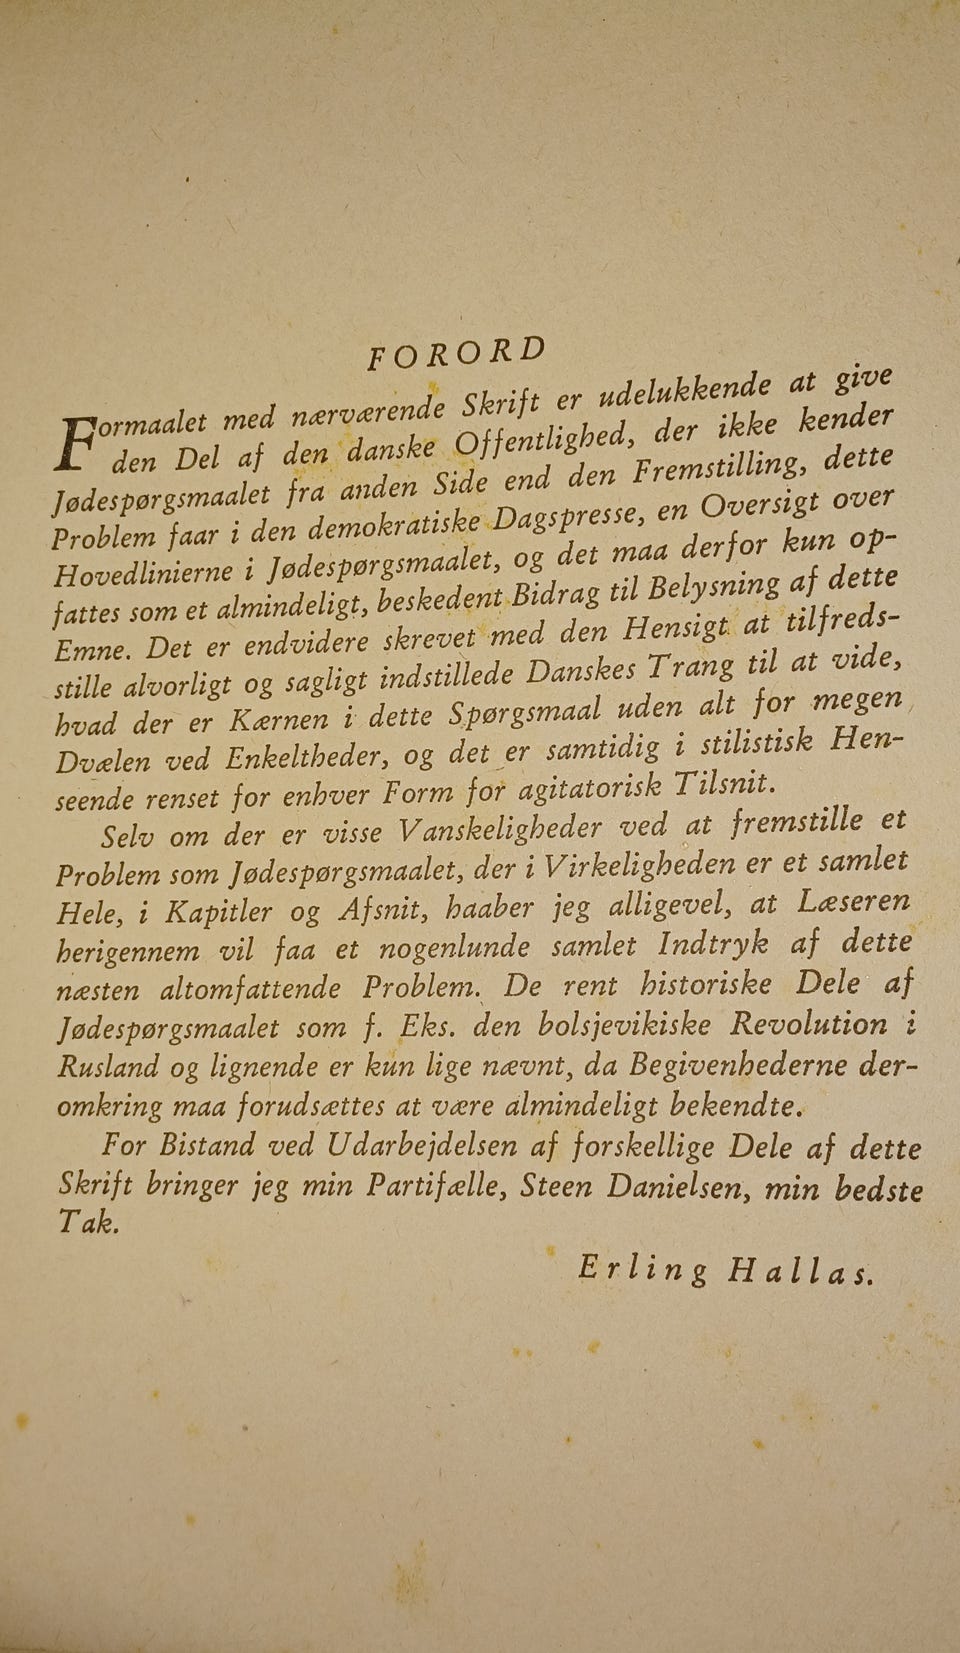 FORORD
Formaalet med nærværende Skrift er udelukkende at give
den Del af den danske Offentlighed, der ikke kender
Jødespørgsmaalet fra anden Side end den Fremstilling, dette
Problem faar i den demokratiske Dagspresse, en Oversigt over
Hovedlinierne i Jødespørgsmaalet, og det maa derfor kun op-
fattes som et almindeligt, beskedent Bidrag til Belysning af dette
Emne. Det er endvidere skrevet med den Hensigt at tilfreds-
stille alvorligt og sagligt indstillede Danskes Trang til at vide,
hvad der er Kærnen i dette Spørgsmaal uden alt for megen
Dvælen ved Enkeltheder, og det er samtidig i stilistisk Hen-
seende renset for enhver Form for agitatorisk Tilsnit.
Selv om der er visse Vanskeligheder ved at fremstille et
Problem som Jødespørgsmaalet, der i Virkeligheden er et samlet
Hele, i Kapitler og Afsnit, haaber jeg alligevel, at Læseren
herigennem vil faa et nogenlunde samlet Indtryk af dette
næsten altomfattende Problem. De rent historiske Dele af
Jødespørgsmaalet som f. Eks. den bolsjevikiske Revolution i
Rusland og lignende er kun lige nævnt, da Begivenhederne der-
omkring maa forudsættes at være almindeligt bekendte.
For Bistand ved Udarbejdelsen af forskellige Dele af dette
Skrift bringer jeg min Partifælle, Steen Danielsen, min bedste
Tak.
Erling Hallas.